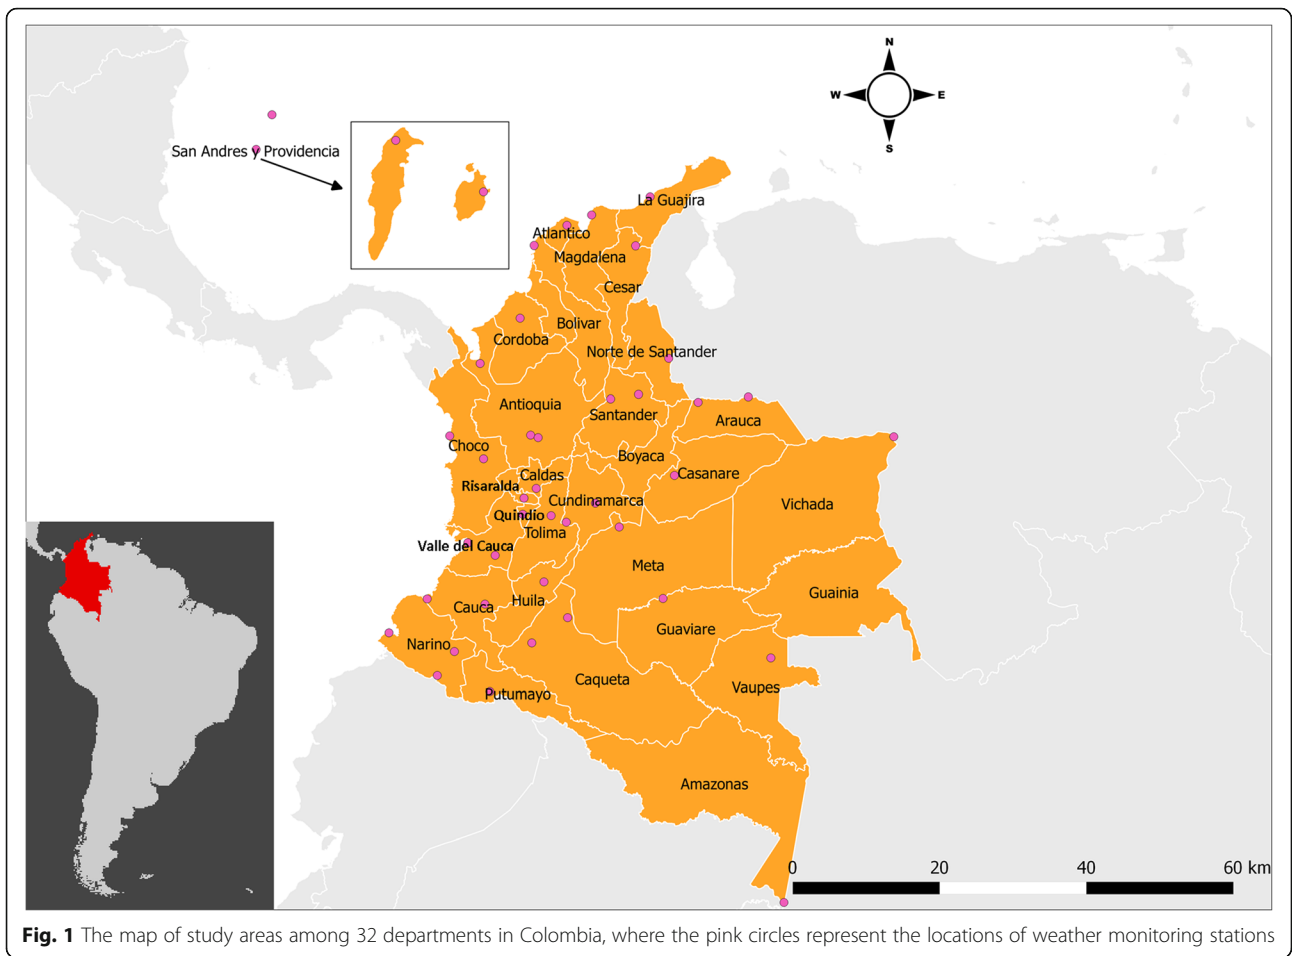 N
W E
S
San Andres y Providencia
La Guajira
Atlantico
Magdalena
Cesar
Bolivar
Cordoba
Norte de Santander
Antioquia
Santander
Arauca
Choco
Boyaca
Caldas
Casanare
Risaralda
Cundinamarca
Vichada
Quindio
Tolima
Valle del Cauca
Meta
Guainia
Huila
Cauca
Guaviare
Narino
Caqueta
Vaupes
Putumayo
Amazonas
0 20 40 60 km
Fig. 1 The map of study areas among 32 departments in Colombia, where the pink circles represent the locations of weather monitoring stations